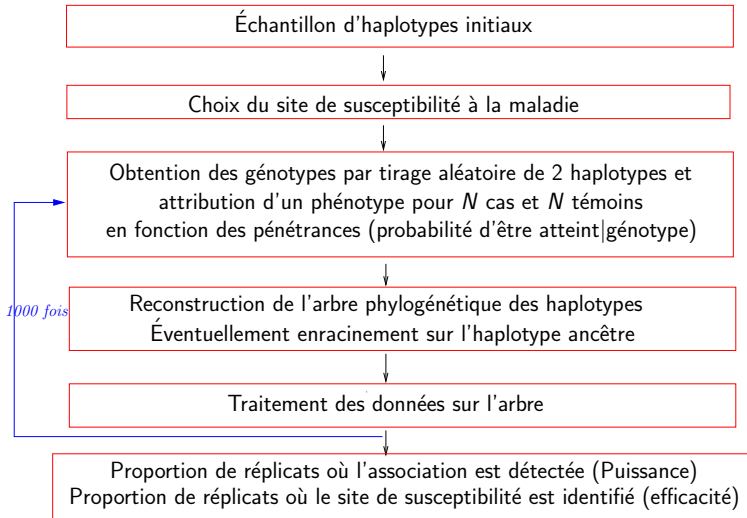 Échantillon d'haplotypes initiaux
Choix du site de susceptibilité à la maladie
Obtention des génotypes par tirage aléatoire de 2 haplotypes et
attribution d'un phénotype pour N cas et N témoins
en fonction des pénétrances (probabilité d'être atteint|génotype)
1000 fois
Reconstruction de l'arbre phylogénétique des haplotypes
Éventuellement enracinement sur l'haplotype ancêtre
Traitement des données sur l'arbre
Proportion de réplicats où l'association est détectée (Puissance)
Proportion de réplicats où le site de susceptibilité est identifié (efficacité)